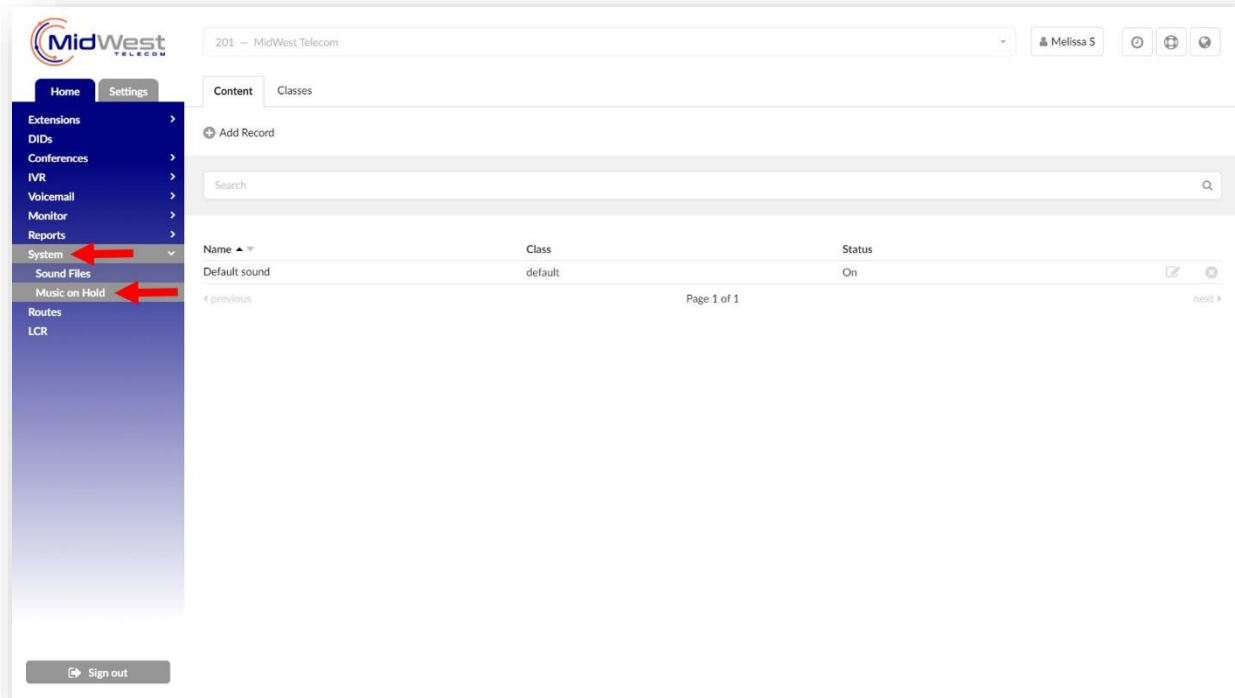 MidWest
TELECOM
201 — MidWest Telecom
Melissa S
Home Settings
Content Classes
Extensions
DIDs
Conferences
IVR
Voicemail
Monitor
Reports
System
Sound Files
Music on Hold
Routes
LCR
Add Record
Search
Name Class Status
Default sound default On
previous Page 1 of 1 next
Sign out